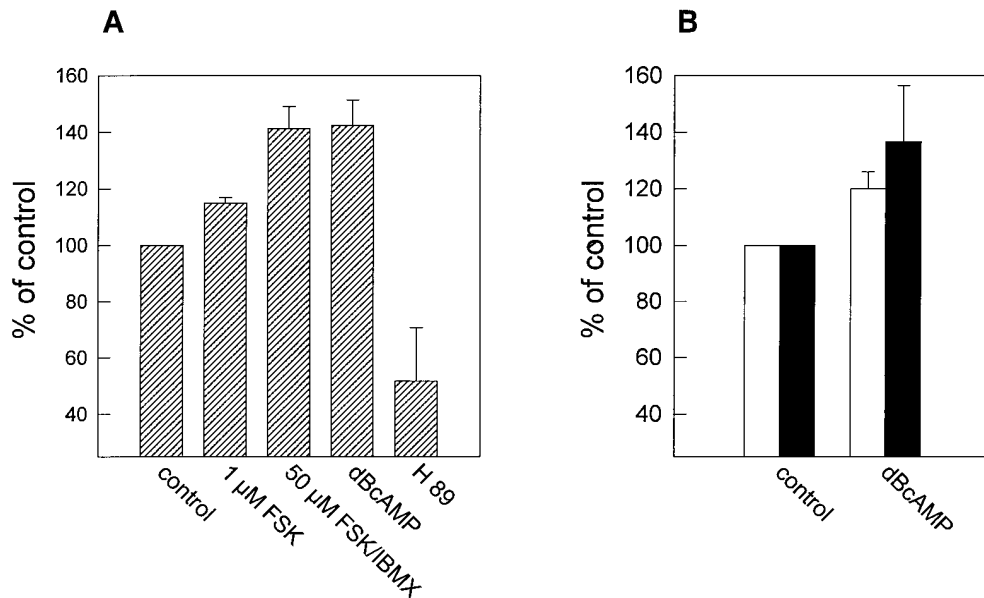 A
160
140
120
100
80
60
40
% of control
control
1 µM FSK
50 µM FSK/IBMX
dBcAMP
H 89
B
160
140
120
100
80
60
40
% of control
control
dBcAMP